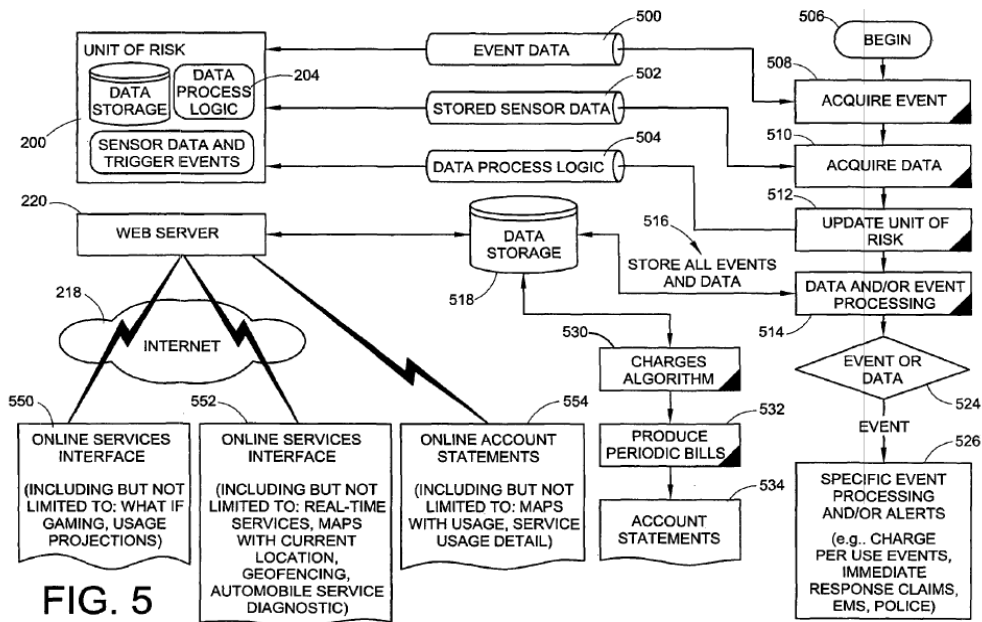 UNIT OF RISK
DATA
STORAGE
DATA
PROCESS
LOGIC
204
SENSOR DATA AND
TRIGGER EVENTS
200
500
EVENT DATA
502
STORED SENSOR DATA
504
DATA PROCESS LOGIC
506
BEGIN
508
ACQUIRE EVENT
510
ACQUIRE DATA
512
UPDATE UNIT OF
RISK
220
WEB SERVER
DATA
STORAGE
518
516
STORE ALL EVENTS
AND DATA
DATA AND/OR EVENT
PROCESSING
514
218
INTERNET
530
CHARGES
ALGORITHM
EVENT OR
DATA
524
EVENT
532
PRODUCE
PERIODIC BILLS
534
ACCOUNT
STATEMENTS
526
SPECIFIC EVENT
PROCESSING
AND/OR ALERTS
(e.g.. CHARGE
PER USE EVENTS,
IMMEDIATE
RESPONSE CLAIMS,
EMS, POLICE)
550
ONLINE SERVICES
INTERFACE
(INCLUDING BUT NOT
LIMITED TO: WHAT IF
GAMING, USAGE
PROJECTIONS)
552
ONLINE SERVICES
INTERFACE
(INCLUDING BUT NOT
LIMITED TO: REAL-TIME
SERVICES, MAPS
WITH CURRENT
LOCATION,
GEOFENCING,
AUTOMOBILE SERVICE
DIAGNOSTIC)
554
ONLINE ACCOUNT
STATEMENTS
(INCLUDING BUT NOT
LIMITED TO: MAPS
WITH USAGE, SERVICE
USAGE DETAIL)
FIG. 5